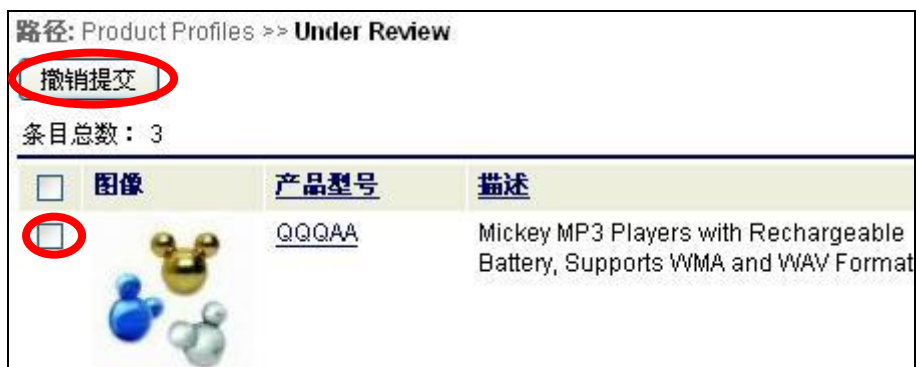 路径: Product Profiles >> Under Review
撤销提交
条目总数： 3
图像 产品型号 描述
QQQAA Mickey MP3 Players with Rechargeable
Battery, Supports WMA and WAV Format